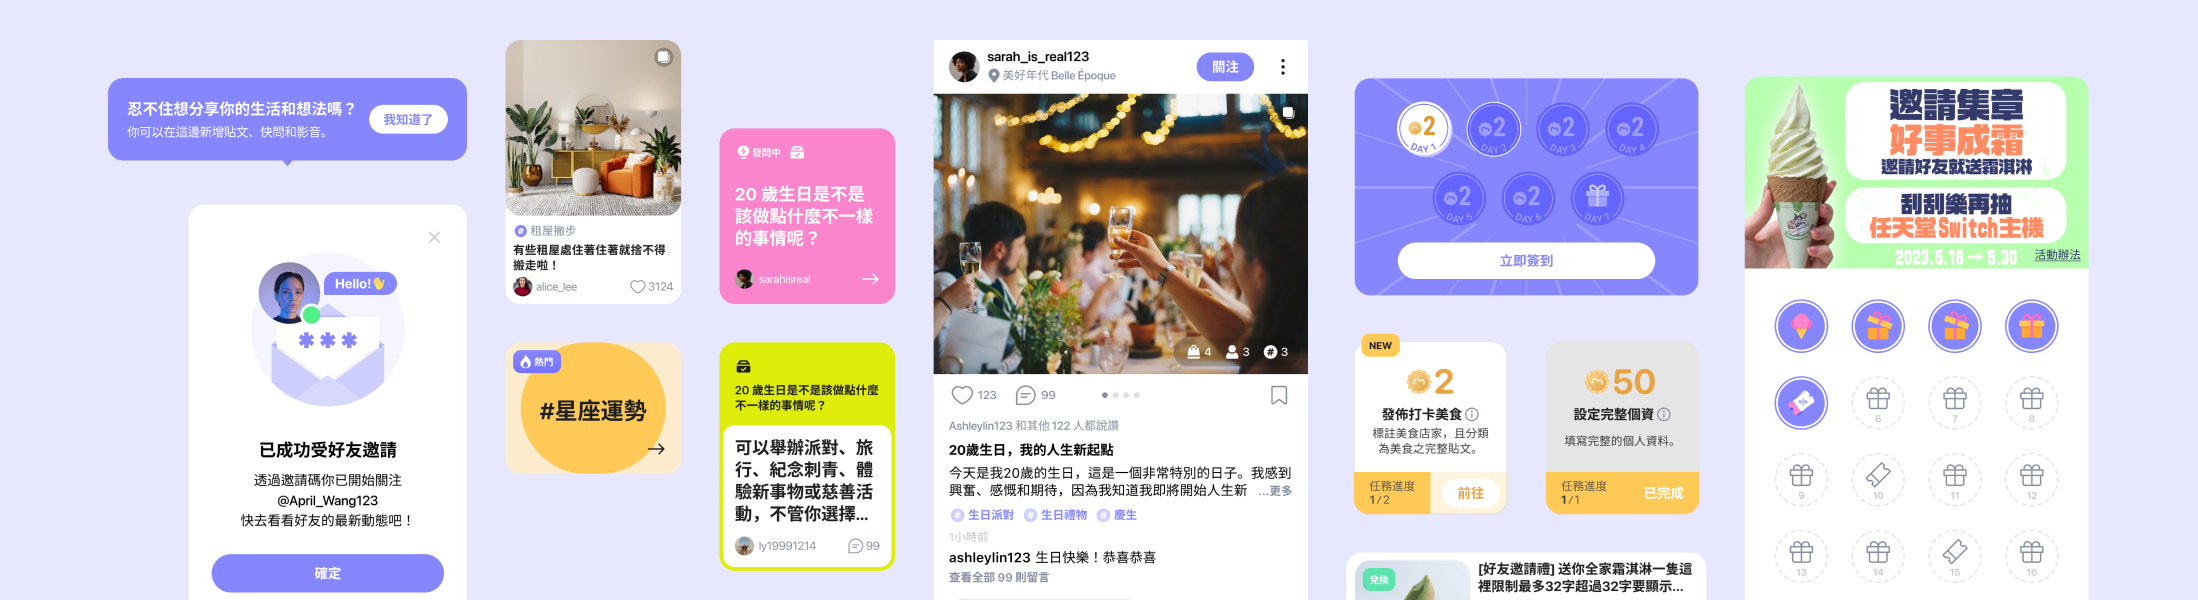 忍不住想分享你的生活和想法嗎？
你可以在這邊新增貼文、快問和影音。
我知道了
Hello!👋
***
已成功受好友邀請
透過邀請碼你已開始關注
@April_Wang123
快去看看好友的最新動態吧！
確定
# 租屋撇步
有些租屋處住著住著就捨不得
搬走啦！
alice_lee
3124
熱門
#星座運勢
發問中
20 歲生日是不是
該做點什麼不一樣
的事情呢？
sarahisreal
20 歲生日是不是該做點什麼
不一樣的事情呢？
可以舉辦派對、旅
行、紀念刺青、體
驗新事物或慈善活
動，不管你選擇...
ly19991214
99
sarah_is_real123
美好年代 Belle Époque
關注
4
3
# 3
123
99
Ashleylin123 和其他 122 人都說讚
20歲生日，我的人生新起點
今天是我20歲的生日，這是一個非常特別的日子。我感到
興奮、感慨和期待，因為我知道我即將開始人生新 ...更多
# 生日派對 # 生日禮物 # 慶生
1小時前
ashleylin123 生日快樂！恭喜恭喜
查看全部 99 則留言
2 DAY 1
2 DAY 2
2 DAY 3
2 DAY 4
2 DAY 5
2 DAY 6
DAY 7
立即簽到
NEW
2
發佈打卡美食
標註美食店家，且分類
為美食之完整貼文。
任務進度
1/2
前往
50
設定完整個資
填寫完整的個人資料。
任務進度
1/1
已完成
兌換
[好友邀請禮] 送你全家霜淇淋一隻這
裡限制最多32字超過32字要顯示...
邀請集章
好事成霜
邀請好友就送霜淇淋
刮刮樂再抽
任天堂Switch主機
2023.5.16 → 5.30
活動辦法
6
7
8
9
10
11
12
13
14
15
16